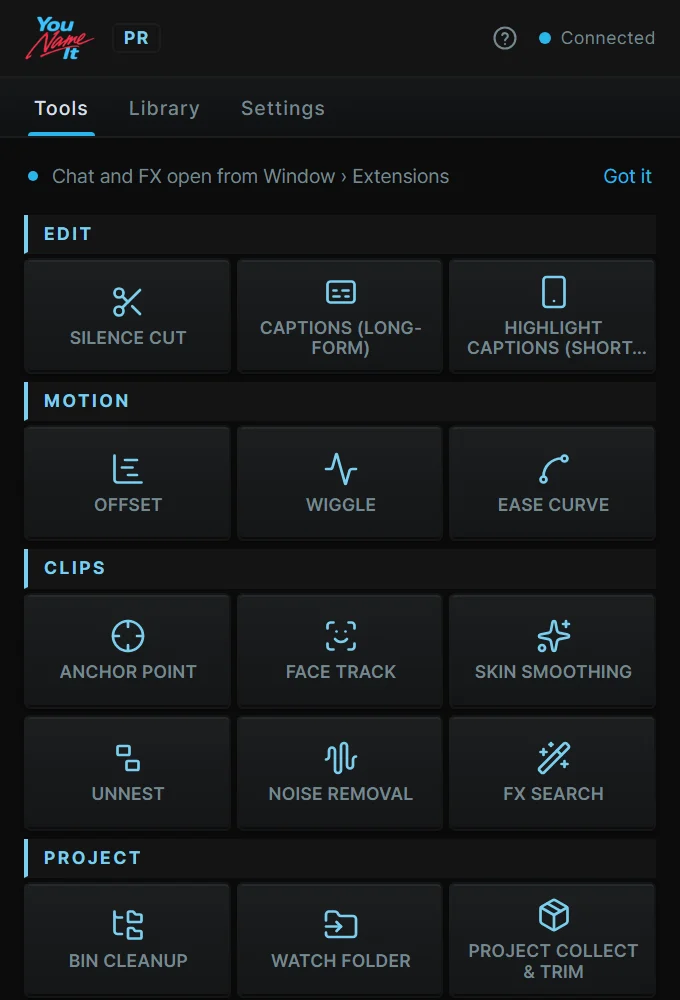 You
Name
It
PR
Connected
Tools
Library
Settings
Chat and FX open from Window › Extensions
Got it
EDIT
SILENCE CUT
CAPTIONS (LONG-
FORM)
HIGHLIGHT
CAPTIONS (SHORT...
MOTION
OFFSET
WIGGLE
EASE CURVE
CLIPS
ANCHOR POINT
FACE TRACK
SKIN SMOOTHING
UNNEST
NOISE REMOVAL
FX SEARCH
PROJECT
BIN CLEANUP
WATCH FOLDER
PROJECT COLLECT
& TRIM